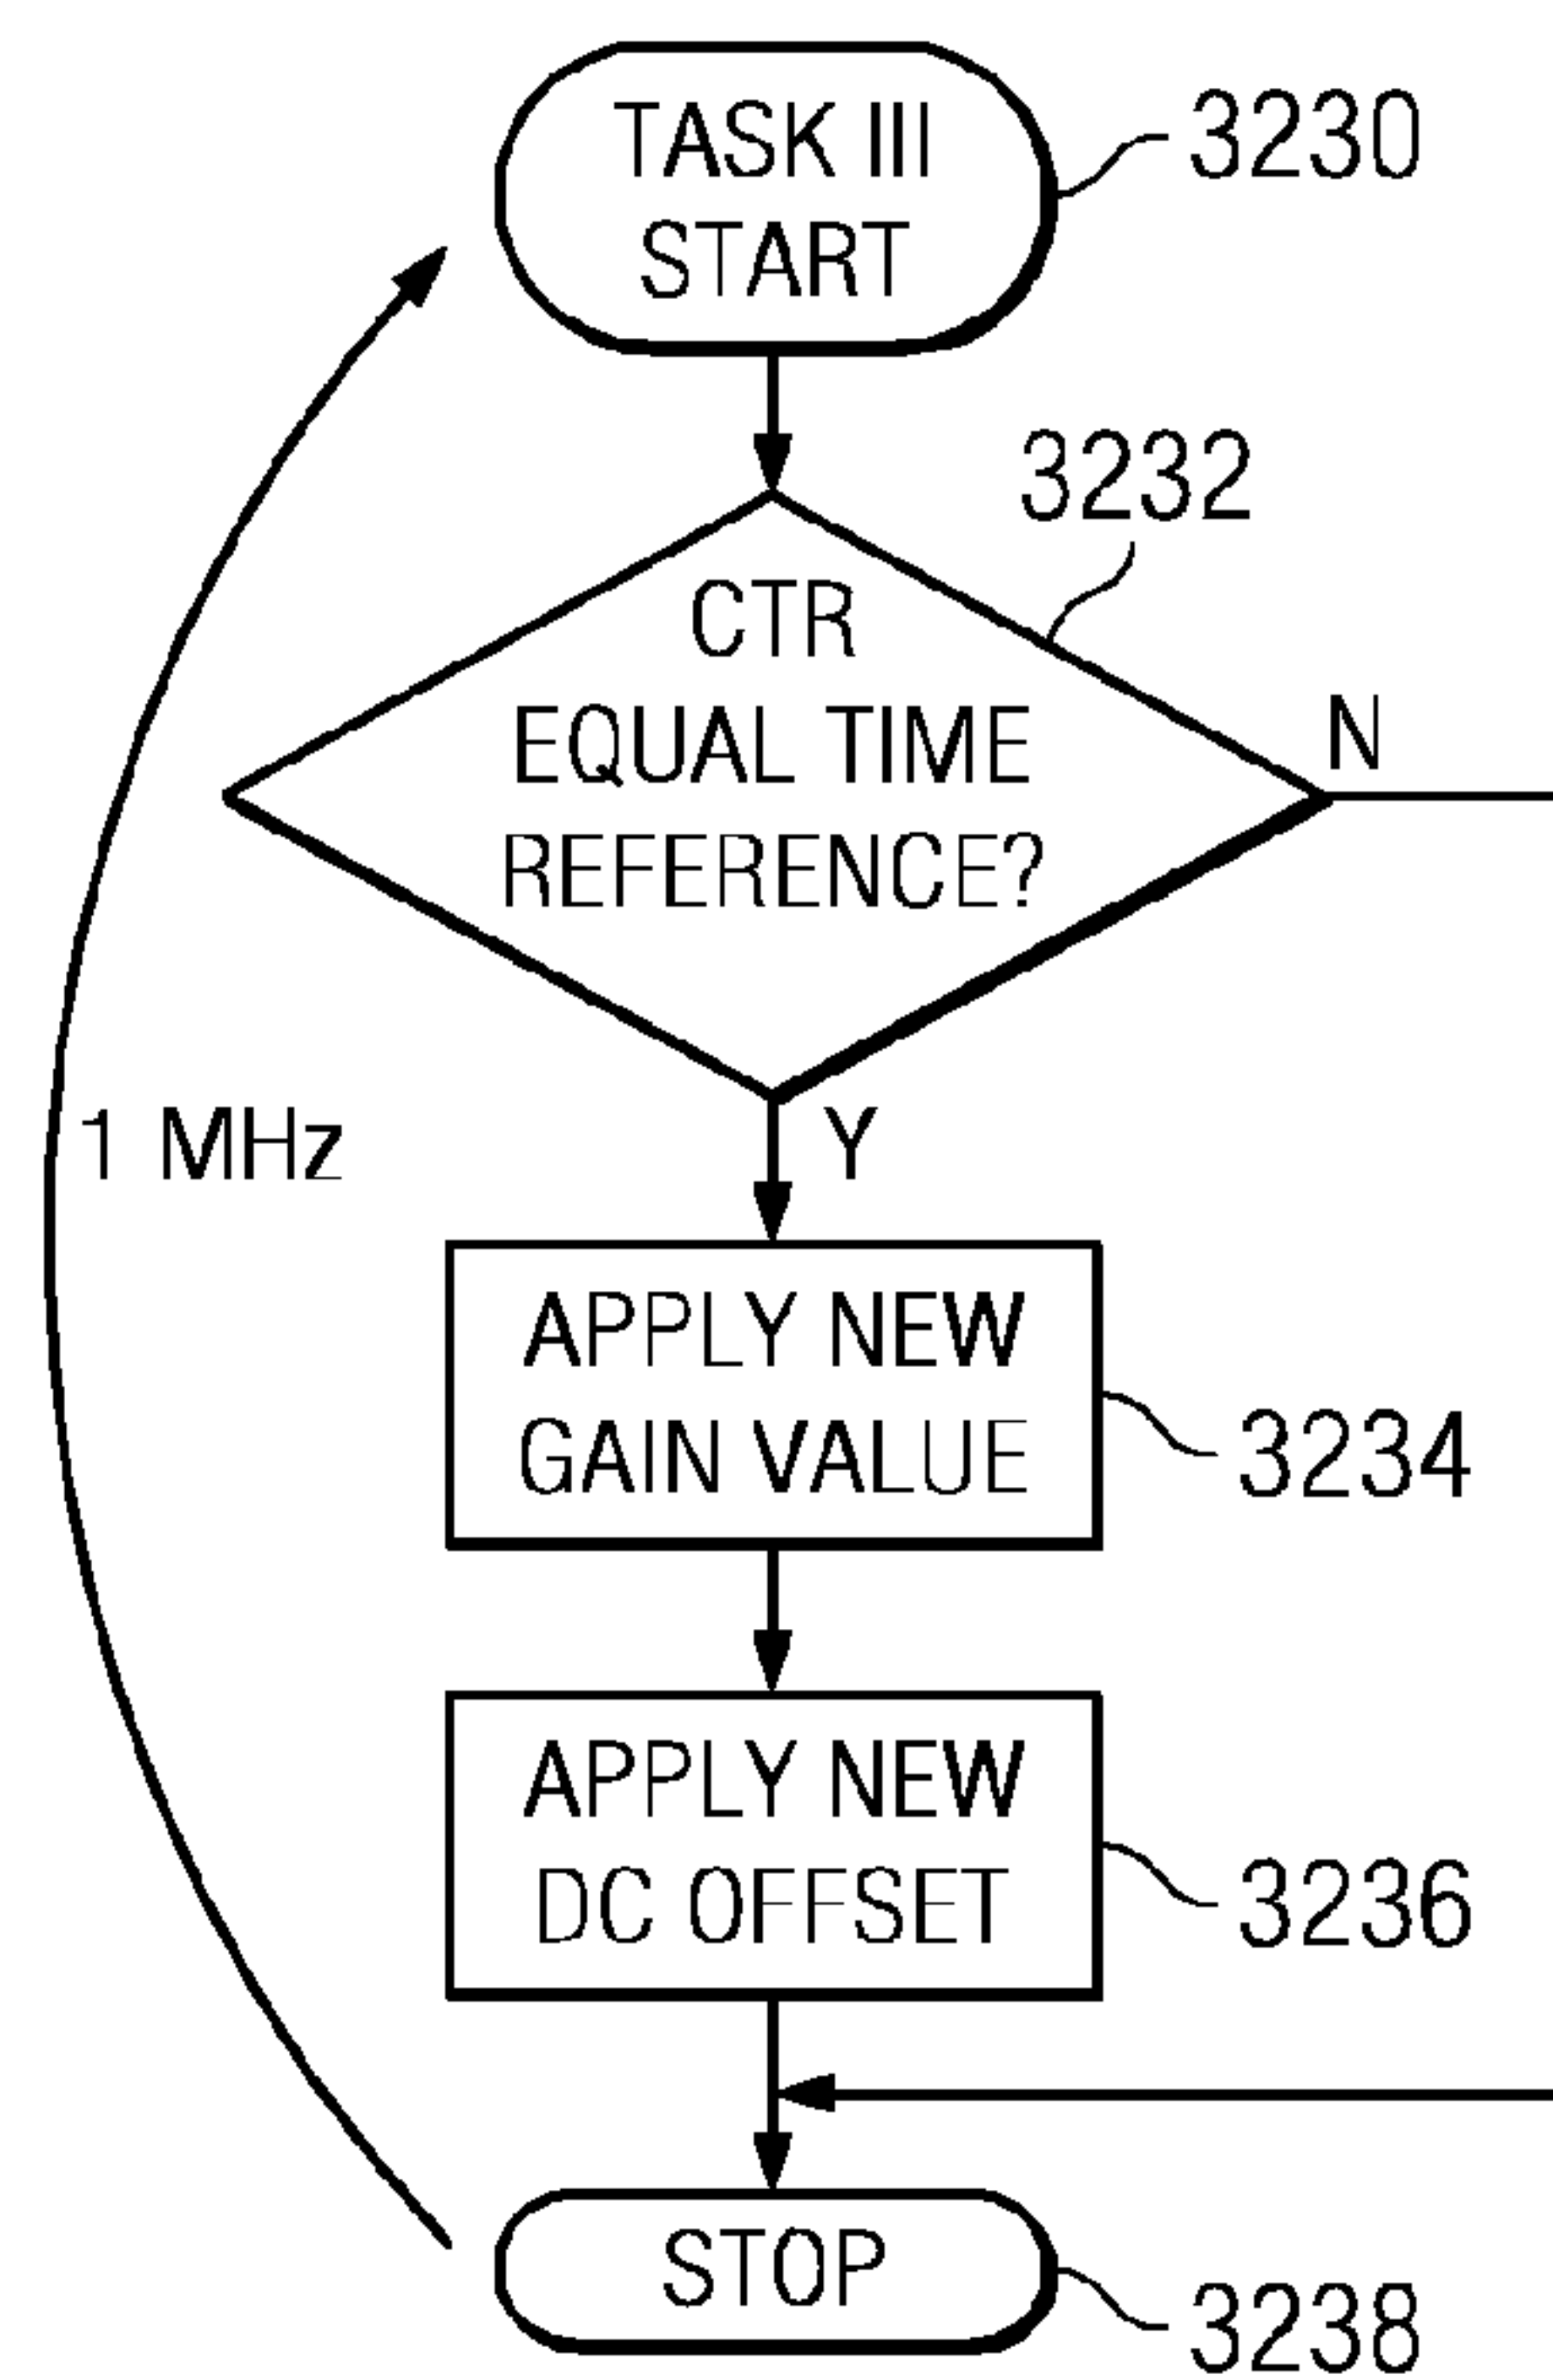 TASK III
START
3230
3232
CTR
EQUAL TIME
REFERENCE?
N
1 MHz
Y
APPLY NEW
GAIN VALUE
3234
APPLY NEW
DC OFFSET
3236
STOP
3238